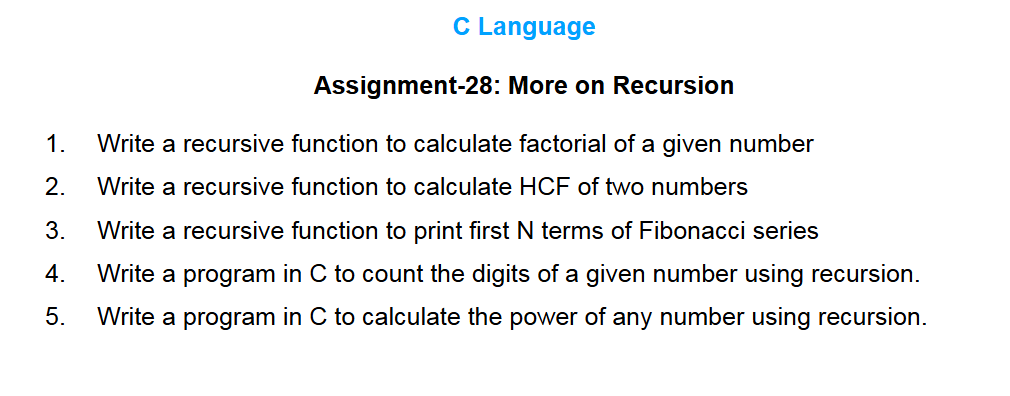 C Language
Assignment-28: More on Recursion
1. Write a recursive function to calculate factorial of a given number
2. Write a recursive function to calculate HCF of two numbers
3. Write a recursive function to print first N terms of Fibonacci series
4. Write a program in C to count the digits of a given number using recursion.
5. Write a program in C to calculate the power of any number using recursion.